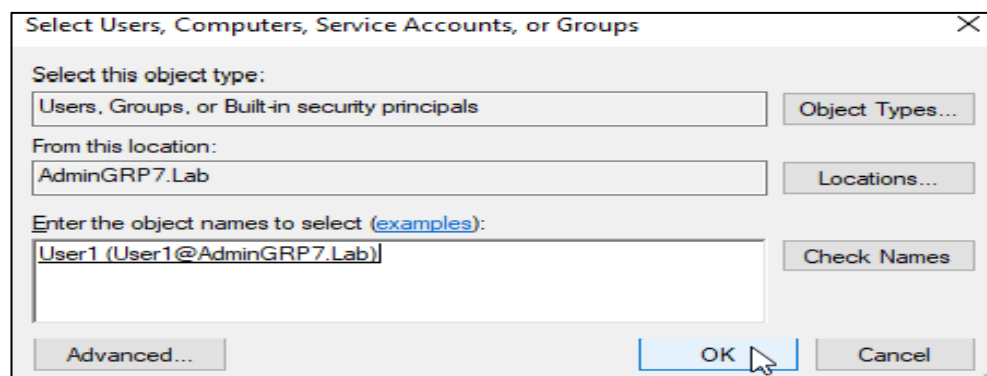 Select Users, Computers, Service Accounts, or Groups
Select this object type:
Users, Groups, or Built-in security principals
Object Types...
From this location:
AdminGRP7.Lab
Locations...
Enter the object names to select (examples):
User1 (User1@AdminGRP7.Lab)
Check Names
Advanced...
OK
Cancel